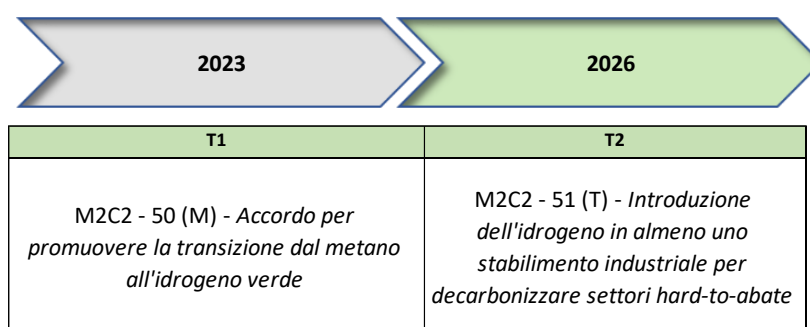 2023
2026
T1
T2
M2C2 - 50 (M) - Accordo per
promuovere la transizione dal metano
all'idrogeno verde
M2C2 - 51 (T) - Introduzione
dell'idrogeno in almeno uno
stabilimento industriale per
decarbonizzare settori hard-to-abate